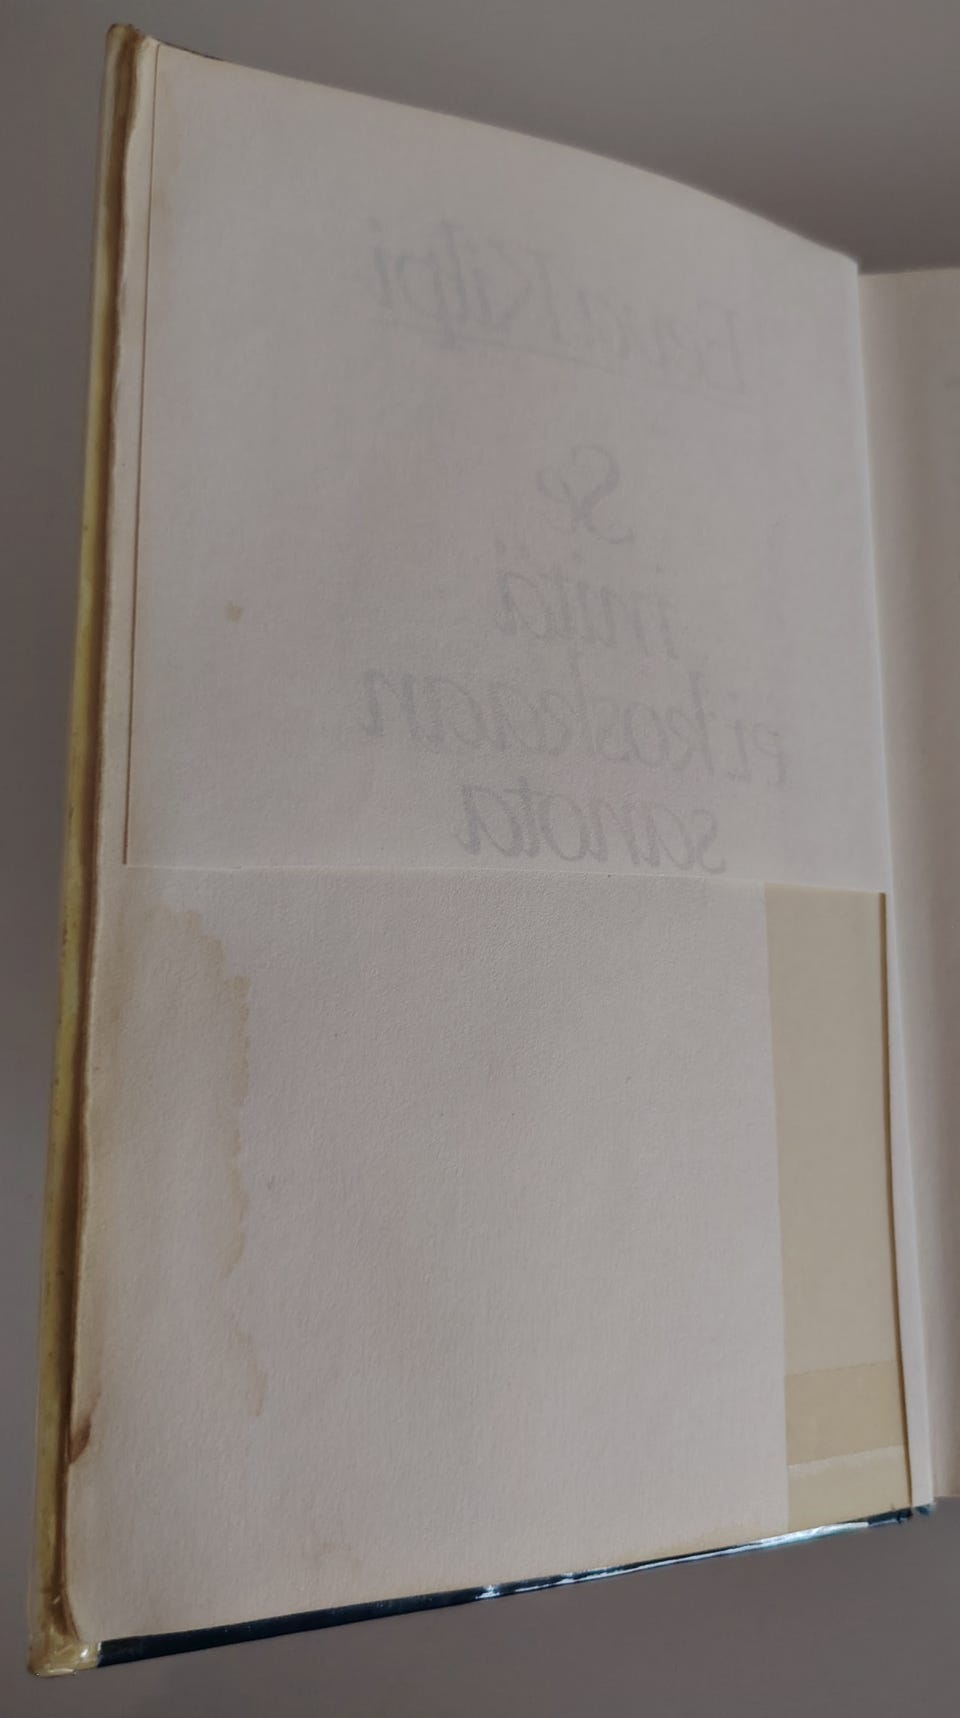 Eeva Kilpi
Se
mitä
ei koskaan
sanota